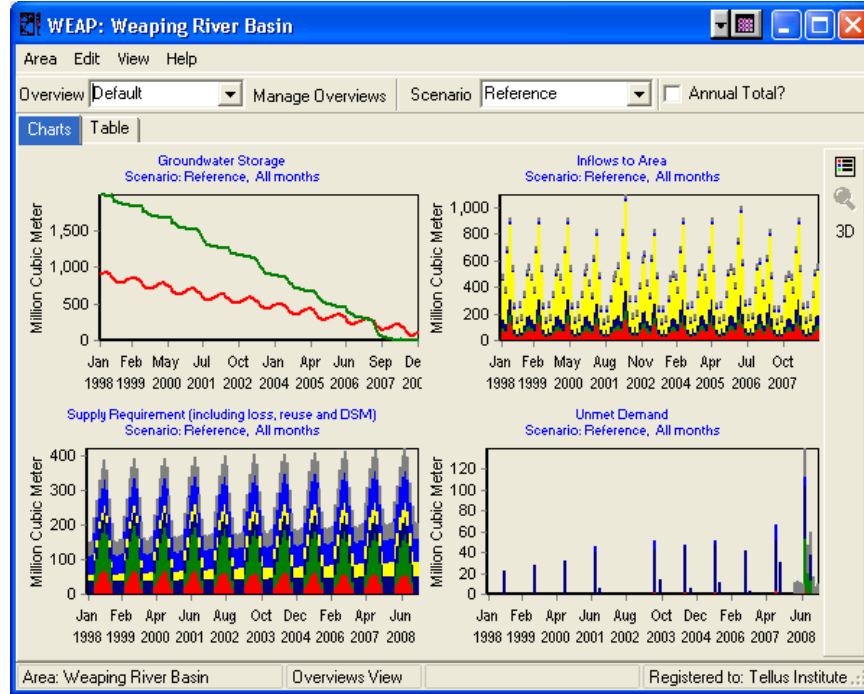 WEAP: Weaping River Basin
Area Edit View Help
Overview Default Manage Overviews Scenario Reference Annual Total?
Charts Table
Groundwater Storage
Scenario: Reference, All months
Million Cubic Meter
1,500
1,000
500
0
Jan Feb May Jul Oct Jan Apr Jun Sep De
1998 1999 2000 2001 2002 2004 2005 2006 2007 20
Inflows to Area
Scenario: Reference, All months
Million Cubic Meter
1,000
800
600
400
200
0
Jan Feb May Aug Nov Feb Apr Jul Oct
1998 1999 2000 2001 2002 2004 2005 2006 2007
3D
Supply Requirement (including loss, reuse and DSM)
Scenario: Reference, All months
Million Cubic Meter
400
300
200
100
0
Jan Feb Apr Jun Aug Oct Dec Feb Apr Jun
1998 1999 2000 2001 2002 2003 2004 2006 2007 2008
Unmet Demand
Scenario: Reference, All months
Million Cubic Meter
120
100
80
60
40
20
0
Jan Feb Apr Jun Aug Oct Dec Feb Apr Jun
1998 1999 2000 2001 2002 2003 2004 2006 2007 2008
Area: Weaping River Basin Overviews View Registered to: Tellus Institute